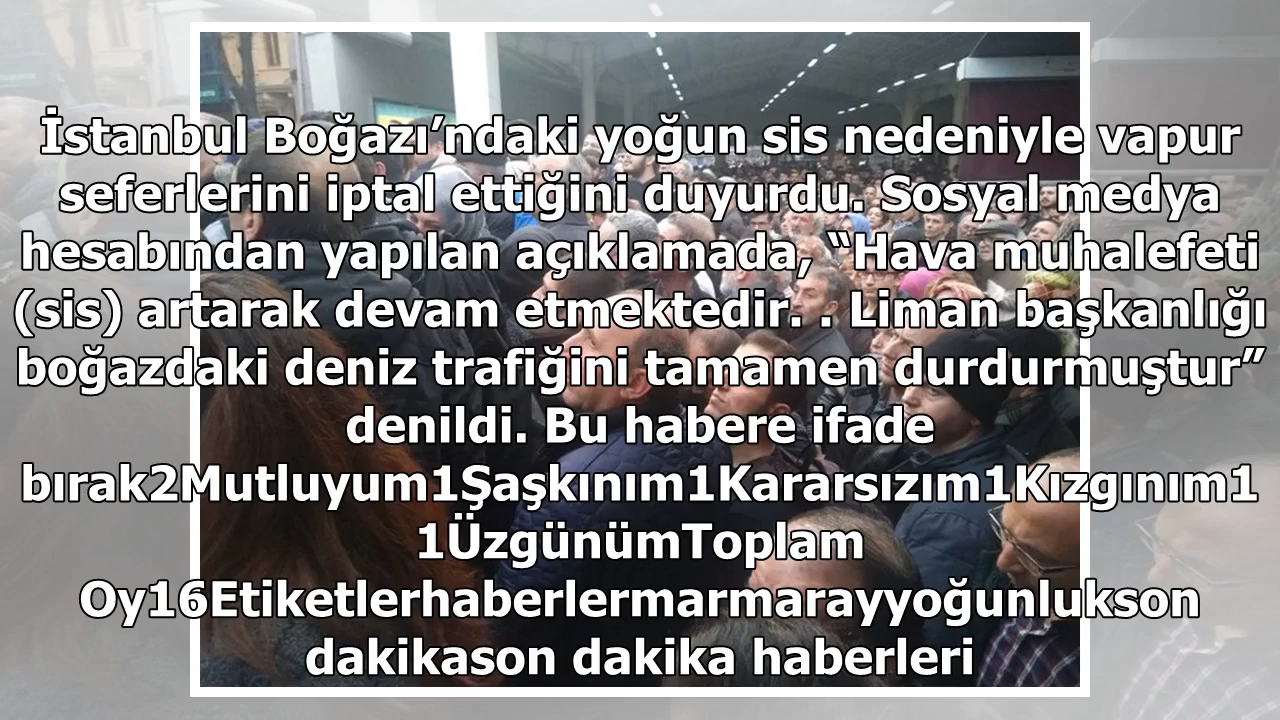 İstanbul Boğazı’ndaki yoğun sis nedeniyle vapur
seferlerini iptal ettiğini duyurdu. Sosyal medya
hesabından yapılan açıklamada, “Hava muhalefeti
(sis) artarak devam etmektedir. . Liman başkanlığı
boğazdaki deniz trafiğini tamamen durdurmuştur”
denildi. Bu habere ifade
bırak2Mutluyum1Şaşkınım1Kararsızım1Kızgınım1
1ÜzgünümToplam
Oy16Etiketlerhaberlermarmarayyoğunlukson
dakikason dakika haberleri